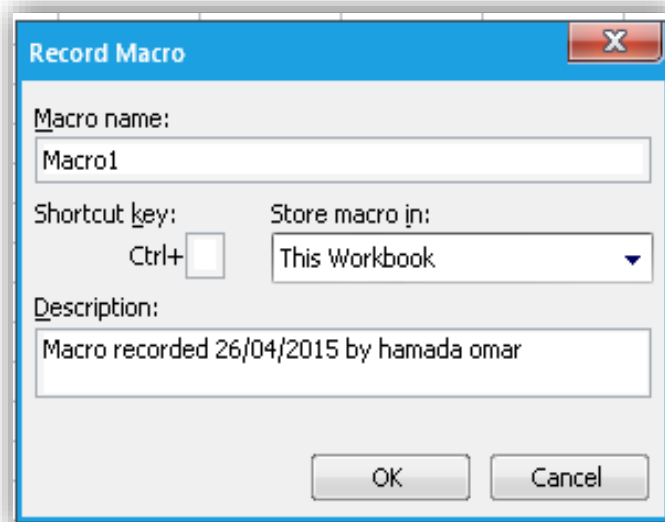 Record Macro
Macro name:
Macro1
Shortcut key: Store macro in:
Ctrl+ This Workbook
Description:
Macro recorded 26/04/2015 by hamada omar
OK Cancel